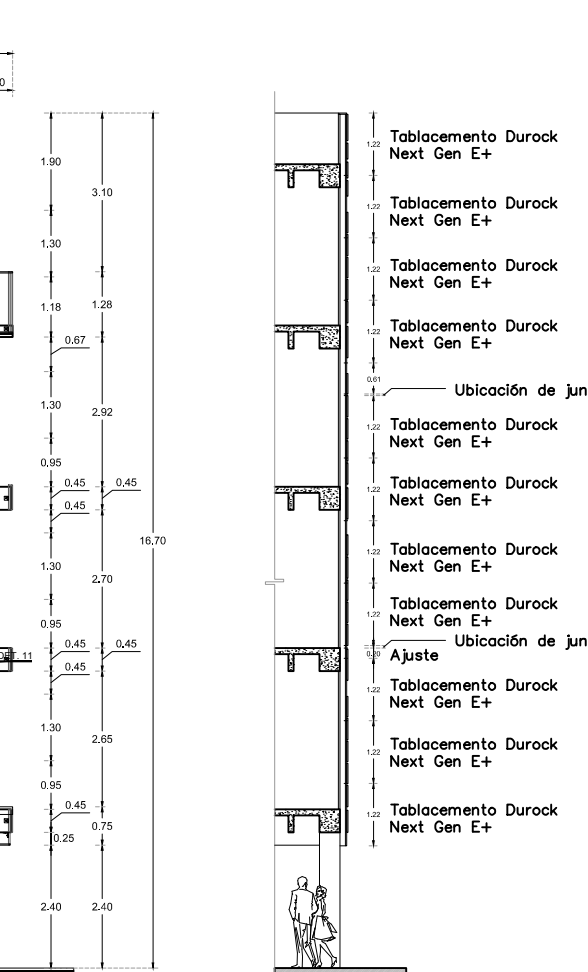 0
1.90
3.10
1.30
1.18
1.28
0.67
1.30
2.92
0.95
0.45
0.45
0.45
16.70
1.30
2.70
0.95
0.45
0.45
0.45
11
1.30
2.65
0.95
0.45
0.75
0.25
2.40
2.40
1.22
Tablacemento Durock
Next Gen E+
1.22
Tablacemento Durock
Next Gen E+
1.22
Tablacemento Durock
Next Gen E+
1.22
Tablacemento Durock
Next Gen E+
0.61
Ubicación de jun
1.22
Tablacemento Durock
Next Gen E+
1.22
Tablacemento Durock
Next Gen E+
1.22
Tablacemento Durock
Next Gen E+
1.22
Tablacemento Durock
Next Gen E+
Ubicación de jun
0.20
Ajuste
1.22
Tablacemento Durock
Next Gen E+
1.22
Tablacemento Durock
Next Gen E+
1.22
Tablacemento Durock
Next Gen E+